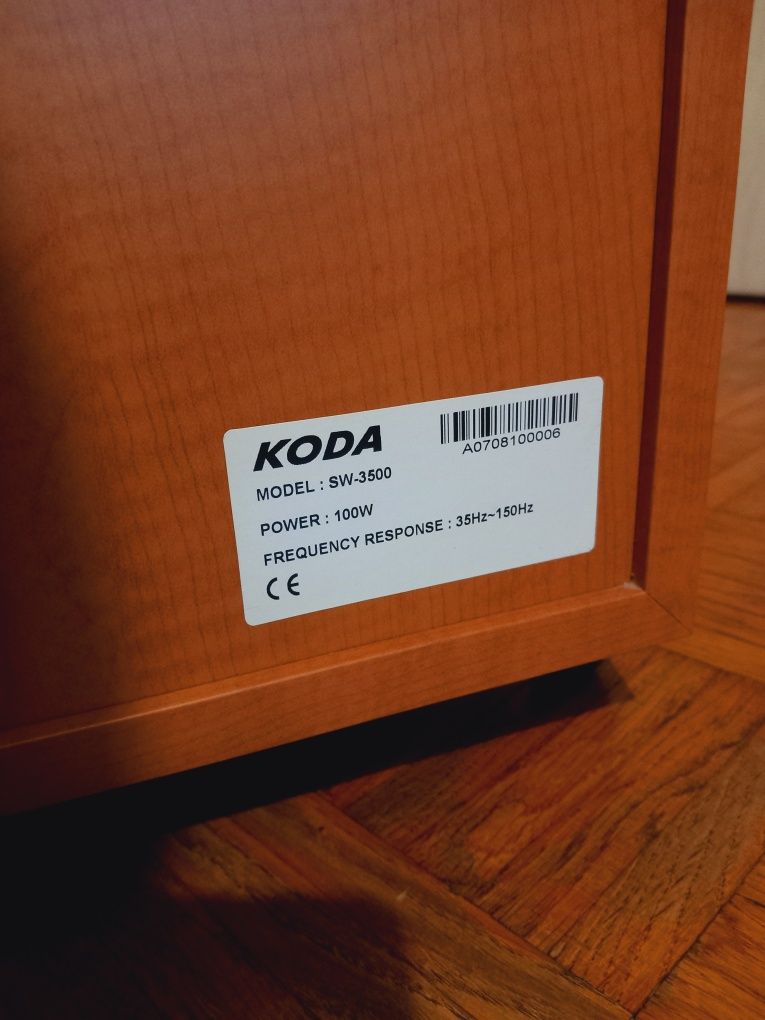 KODA
A0708100006
MODEL : SW-3500
POWER : 100W
FREQUENCY RESPONSE : 35Hz~150Hz
CE